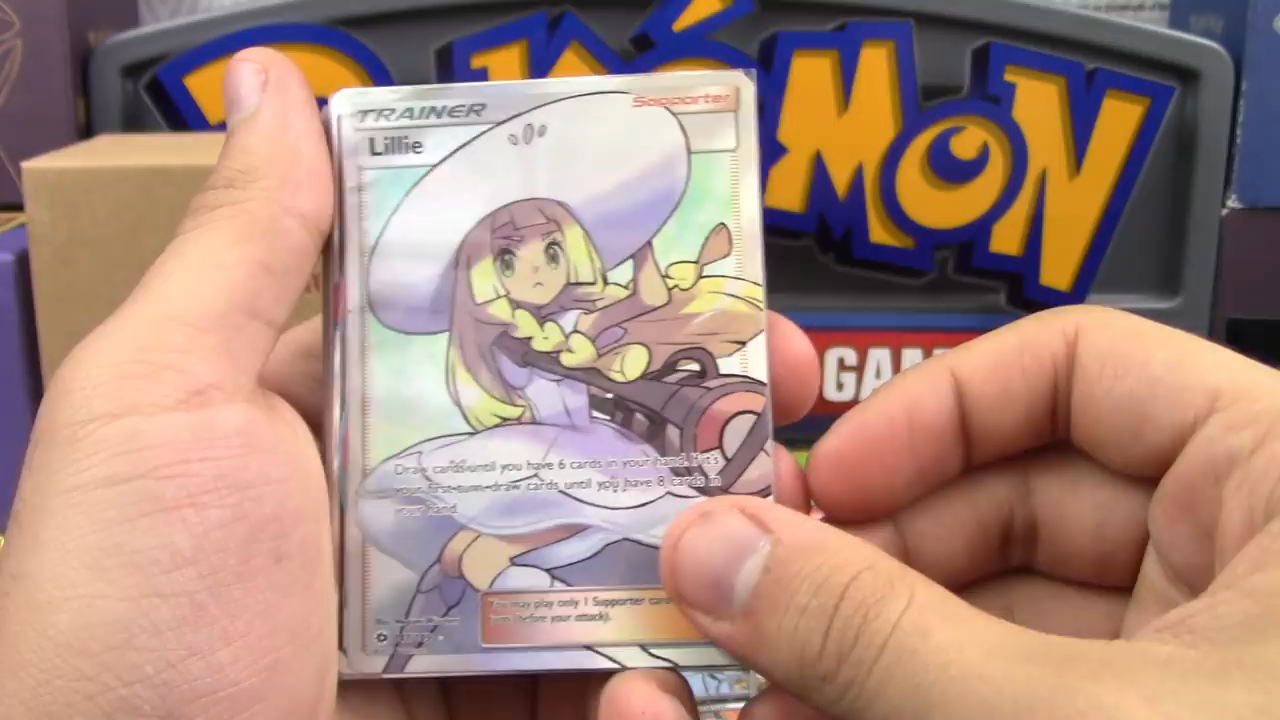 POKéMON
TRAINER
Supporter
Lillie
GAM
Draw cards until you have 6 cards in your hand. If it's
your first turn, draw cards until you have 8 cards in
your hand.
You may play only 1 Supporter card
turn (before your attack).